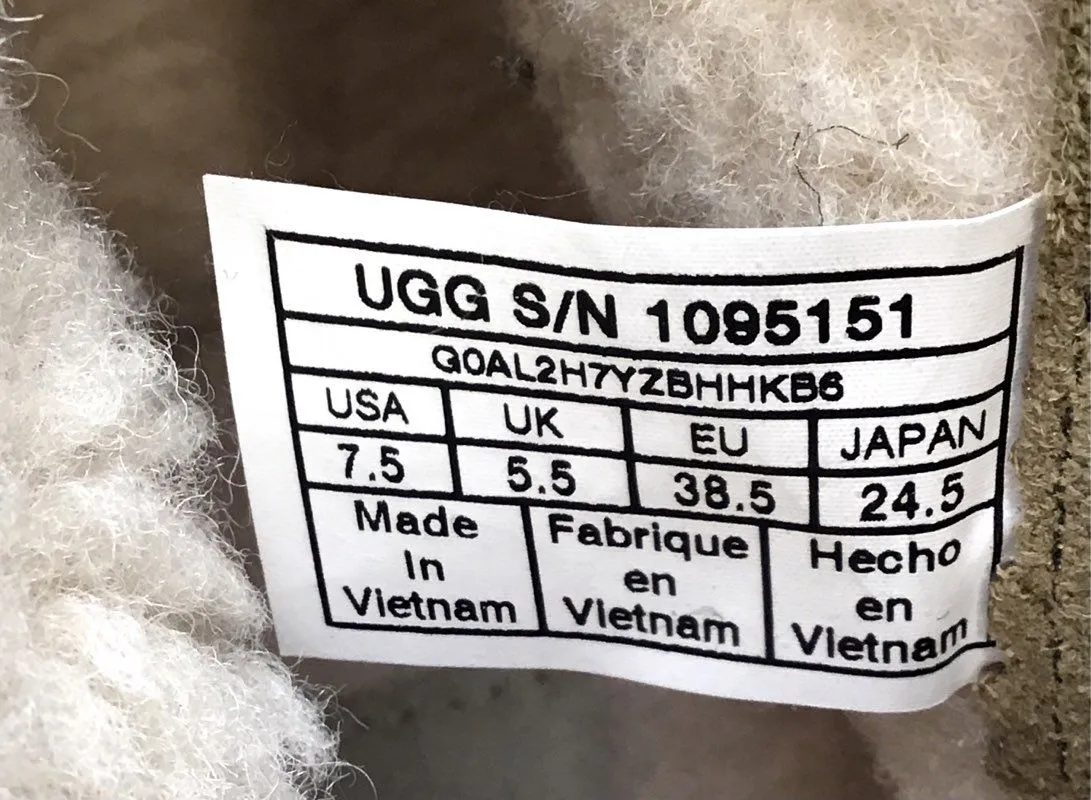 UGG S/N 1095151
G0AL2H7YZBHHKB6
USA UK EU JAPAN
7.5 5.5 38.5 24.5
Made Fabrique Hecho
In en en
Vietnam Vietnam Vietnam